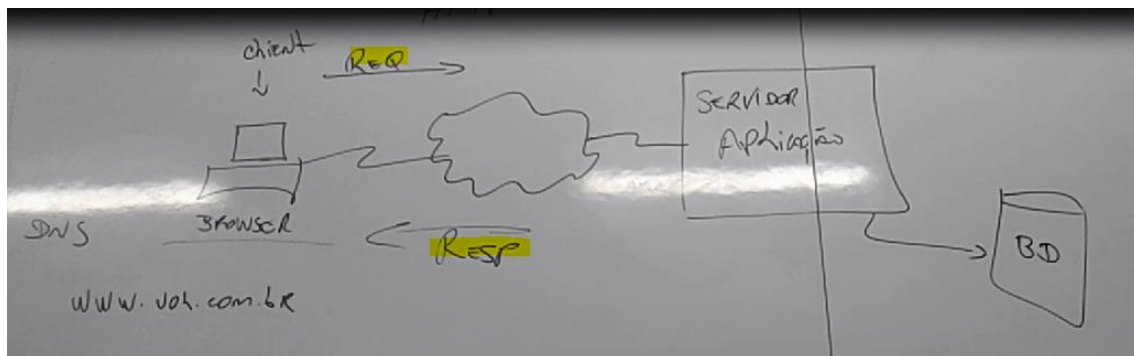 client
REQ
SERVIDOR
Aplicação
DNS
BROWSER
RESP
BD
www.uol.com.br